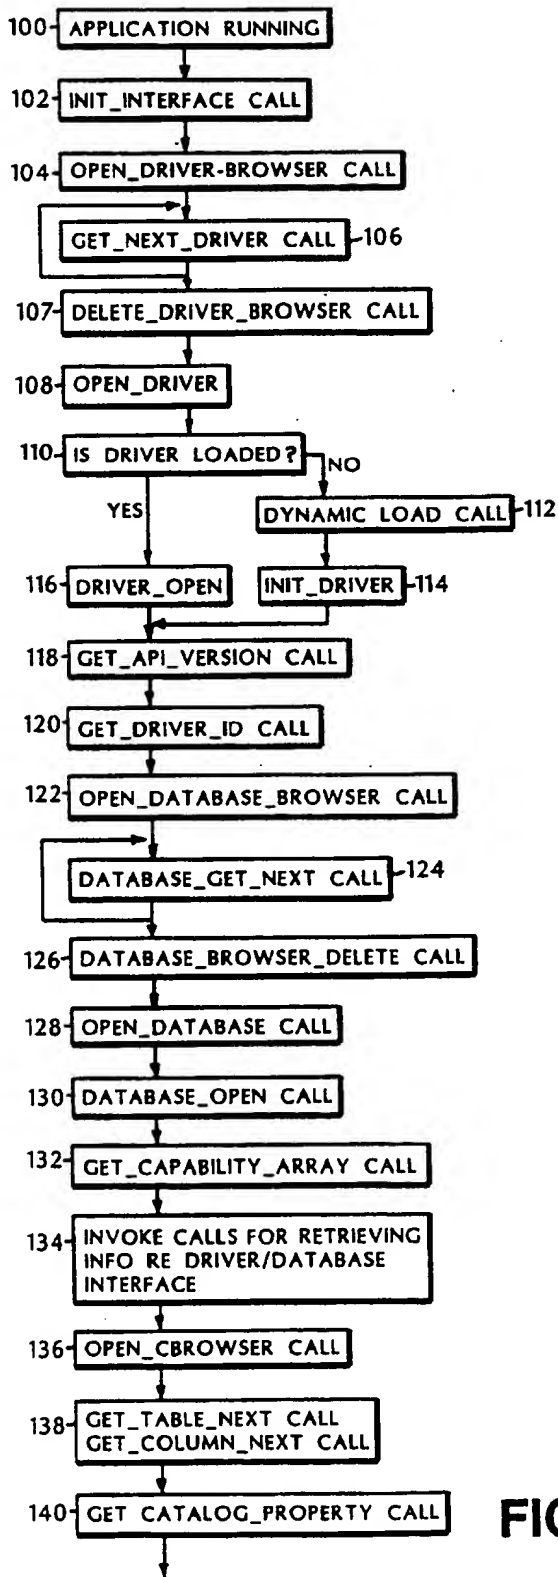 100 APPLICATION RUNNING
102 INIT_INTERFACE CALL
104 OPEN_DRIVER-BROWSER CALL
GET_NEXT_DRIVER CALL 106
107 DELETE_DRIVER_BROWSER CALL
108 OPEN_DRIVER
110 IS DRIVER LOADED?
NO
YES
DYNAMIC LOAD CALL 112
116 DRIVER_OPEN
INIT_DRIVER 114
118 GET_API_VERSION CALL
120 GET_DRIVER_ID CALL
122 OPEN_DATABASE_BROWSER CALL
DATABASE_GET_NEXT CALL 124
126 DATABASE_BROWSER_DELETE CALL
128 OPEN_DATABASE CALL
130 DATABASE_OPEN CALL
132 GET_CAPABILITY_ARRAY CALL
134 INVOKE CALLS FOR RETRIEVING
INFO RE DRIVER/DATABASE
INTERFACE
136 OPEN_CBROWSER CALL
138 GET_TABLE_NEXT CALL
GET_COLUMN_NEXT CALL
140 GET CATALOG_PROPERTY CALL